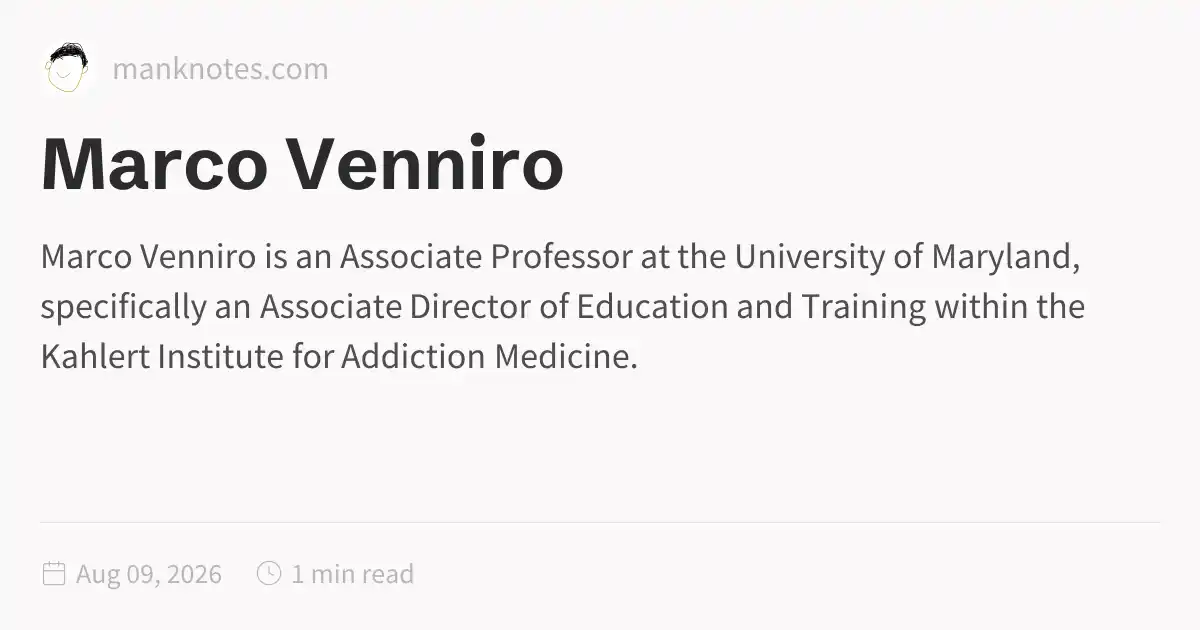 manknotes.com
Marco Venniro
Marco Venniro is an Associate Professor at the University of Maryland,
specifically an Associate Director of Education and Training within the
Kahlert Institute for Addiction Medicine.
Aug 09, 2026 1 min read